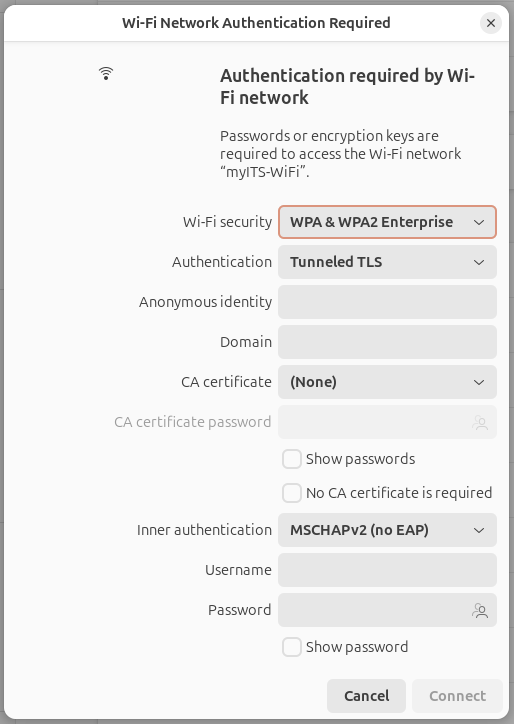 Wi-Fi Network Authentication Required
Authentication required by Wi-
Fi network
Passwords or encryption keys are
required to access the Wi-Fi network
“myITS-WiFi”.
Wi-Fi security WPA & WPA2 Enterprise
Authentication Tunneled TLS
Anonymous identity
Domain
CA certificate (None)
CA certificate password
Show passwords
No CA certificate is required
Inner authentication MSCHAPv2 (no EAP)
Username
Password
Show password
Cancel Connect